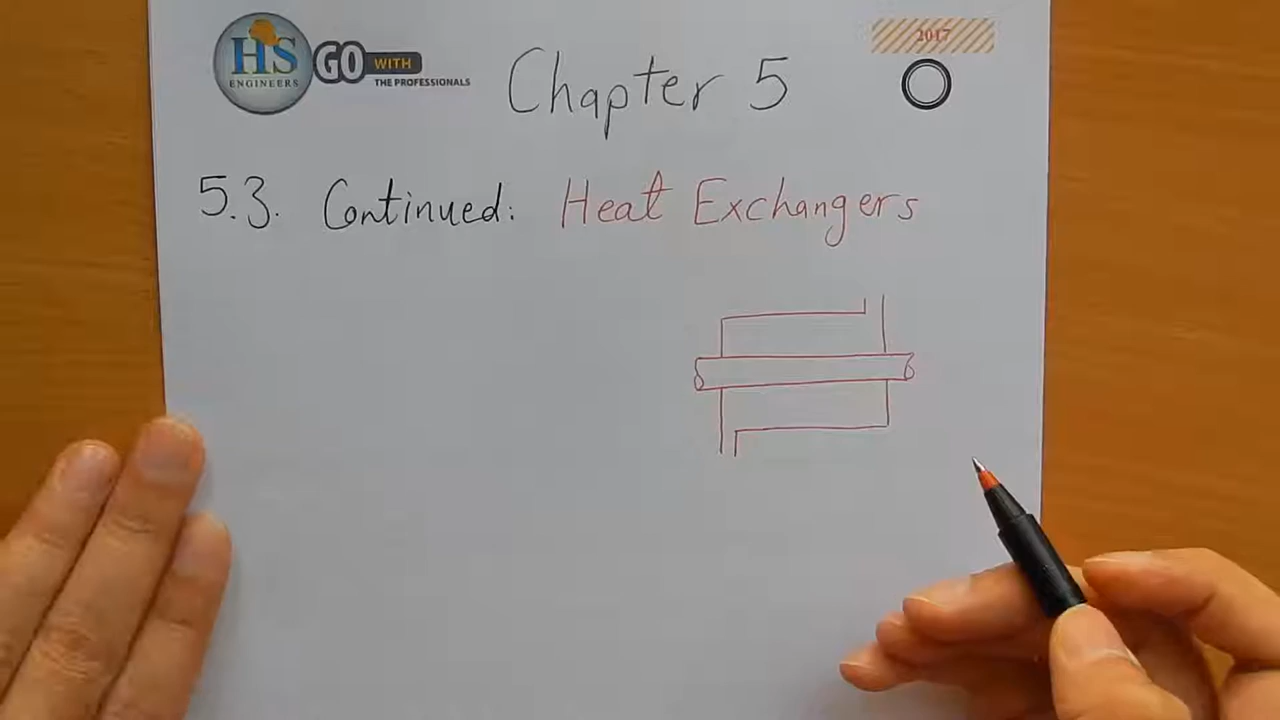 HS
ENGINEERS
GO WITH
THE PROFESSIONALS
Chapter 5
2017
5.3. Continued: Heat Exchangers